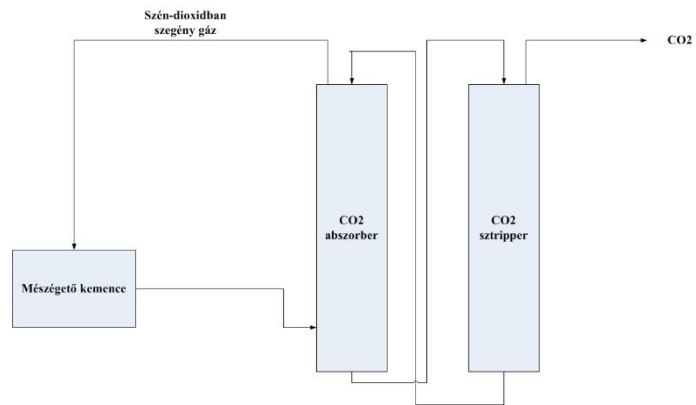 Szén-dioxidban
szegény gáz
CO2
CO2
abszorber
CO2
sztripper
Mészégető kemence